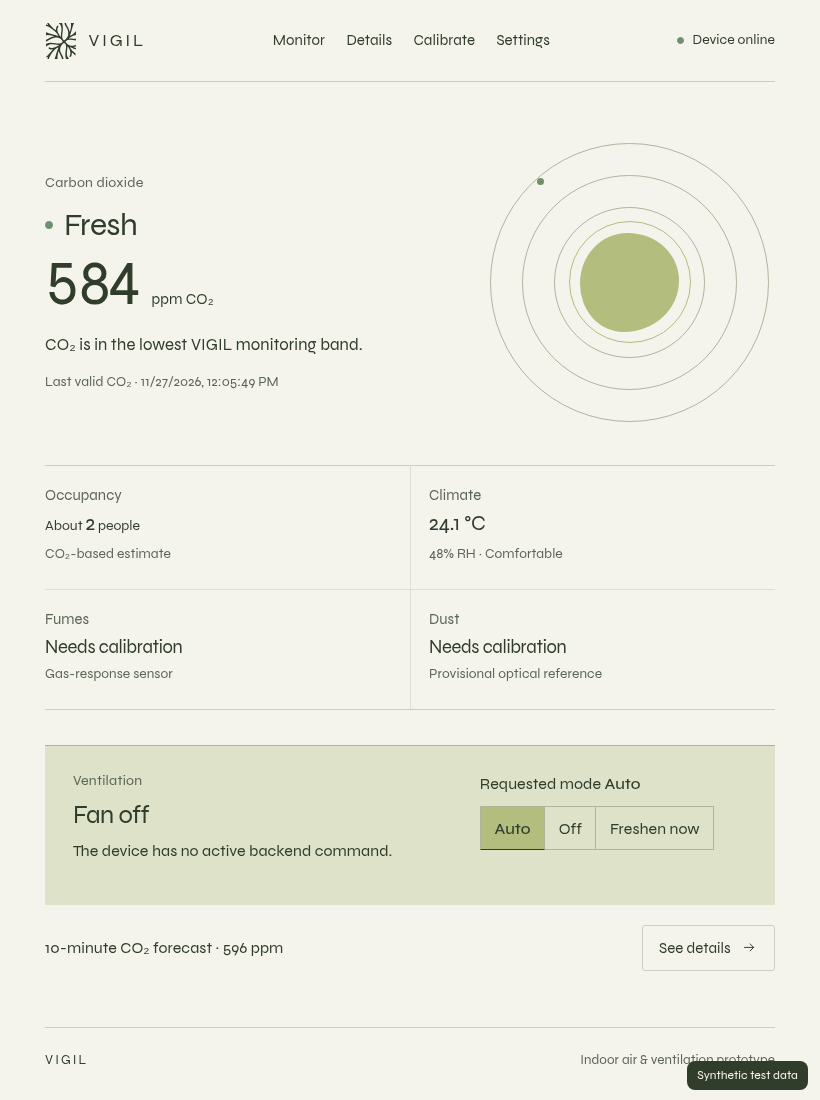 VIGIL
Monitor Details Calibrate Settings
Device online
Carbon dioxide
Fresh
584 ppm CO₂
CO₂ is in the lowest VIGIL monitoring band.
Last valid CO₂ · 11/27/2026, 12:05:49 PM
Occupancy
About 2 people
CO₂-based estimate
Climate
24.1 °C
48% RH · Comfortable
Fumes
Needs calibration
Gas-response sensor
Dust
Needs calibration
Provisional optical reference
Ventilation
Fan off
The device has no active backend command.
Requested mode Auto
Auto Off Freshen now
10-minute CO₂ forecast · 596 ppm
See details →
VIGIL
Indoor air & ventilation prototype
Synthetic test data